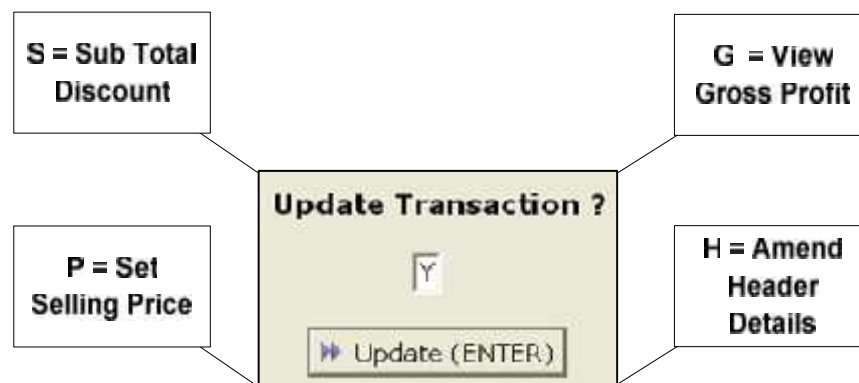 S = Sub Total
Discount
G = View
Gross Profit
Update Transaction ?
Y
Update (ENTER)
P = Set
Selling Price
H = Amend
Header
Details